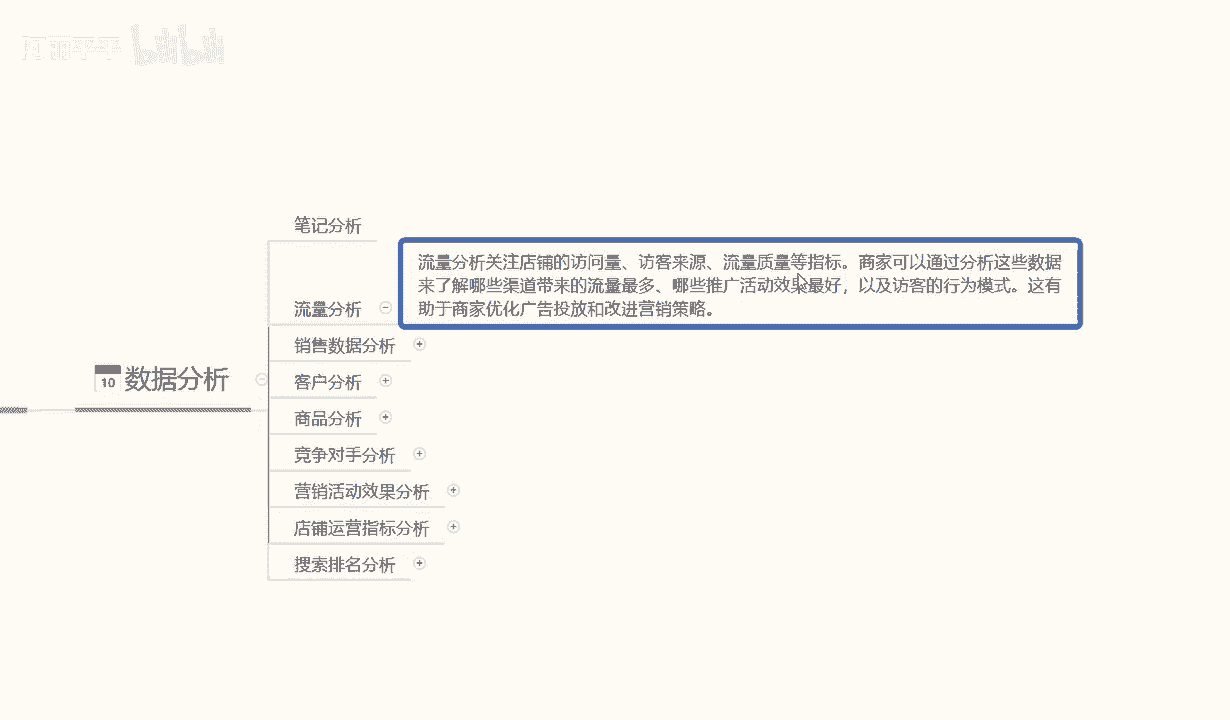 bilibili
笔记分析
流量分析关注店铺的访问量、访客来源、流量质量等指标。商家可以通过分析这些数据
来了解哪些渠道带来的流量最多、哪些推广活动效果最好，以及访客的行为模式。这有
助于商家优化广告投放和改进营销策略。
流量分析
销售数据分析
10 数据分析
客户分析
商品分析
竞争对手分析
营销活动效果分析
店铺运营指标分析
搜索排名分析